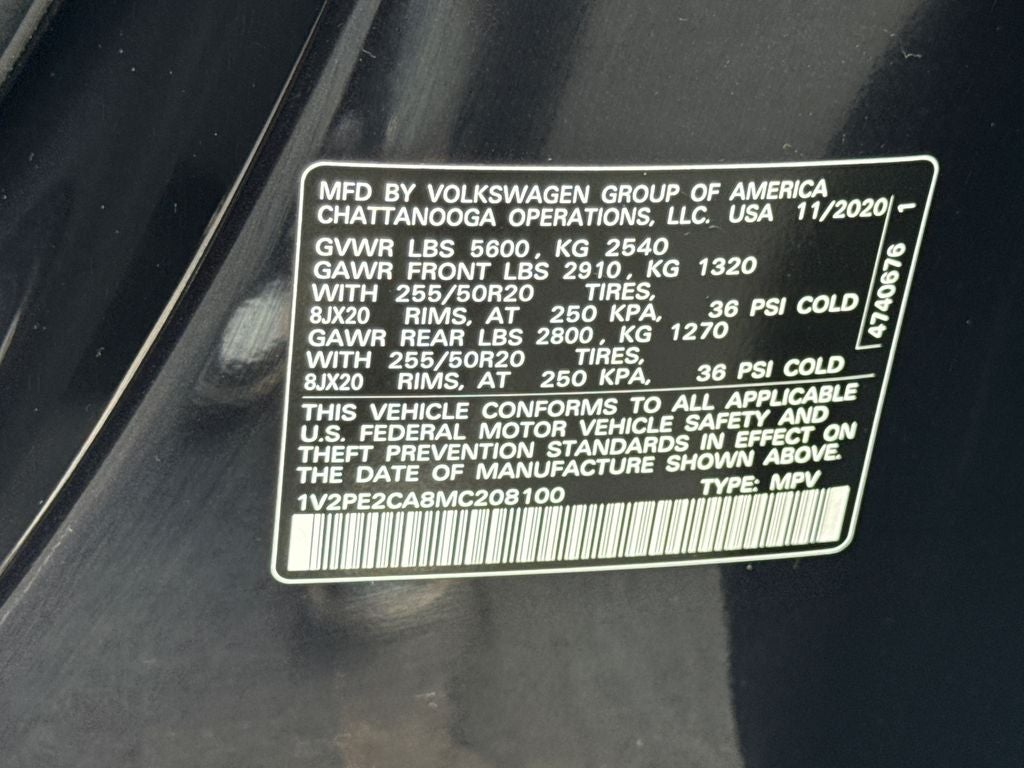 MFD BY VOLKSWAGEN GROUP OF AMERICA
CHATTANOOGA OPERATIONS, LLC. USA 11/2020
GVWR LBS 5600, KG 2540
GAWR FRONT LBS 2910, KG 1320
WITH 255/50R20 TIRES,
8JX20 RIMS, AT 250 KPA, 36 PSI COLD
GAWR REAR LBS 2800, KG 1270
WITH 255/50R20 TIRES,
8JX20 RIMS, AT 250 KPA, 36 PSI COLD
THIS VEHICLE CONFORMS TO ALL APPLICABLE
U.S. FEDERAL MOTOR VEHICLE SAFETY AND
THEFT PREVENTION STANDARDS IN EFFECT ON
THE DATE OF MANUFACTURE SHOWN ABOVE.
1V2PE2CA8MC208100 TYPE: MPV
4740676 1